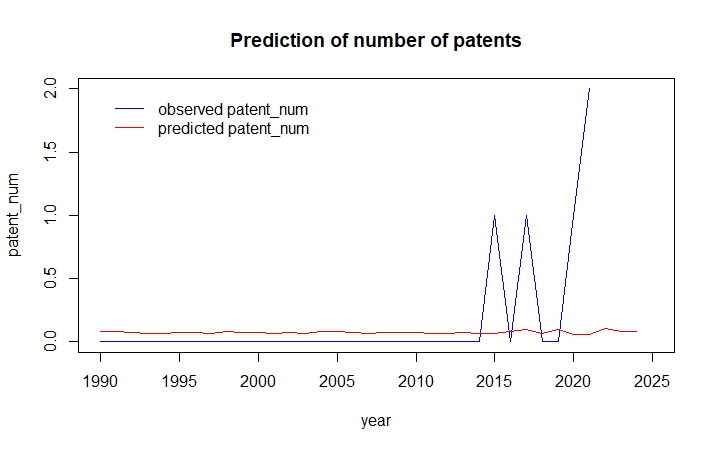 Prediction of number of patents
observed patent_num
predicted patent_num
patent_num
2.0
1.5
1.0
0.5
0.0
1990 1995 2000 2005 2010 2015 2020 2025
year